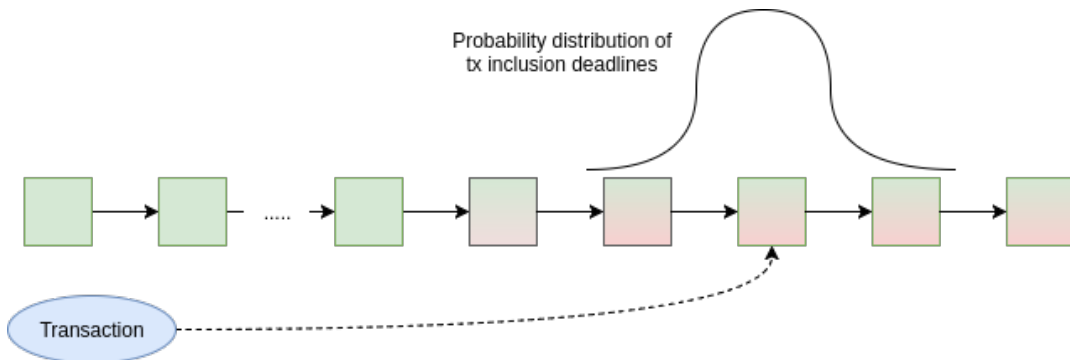 Probability distribution of
tx inclusion deadlines
.....
Transaction